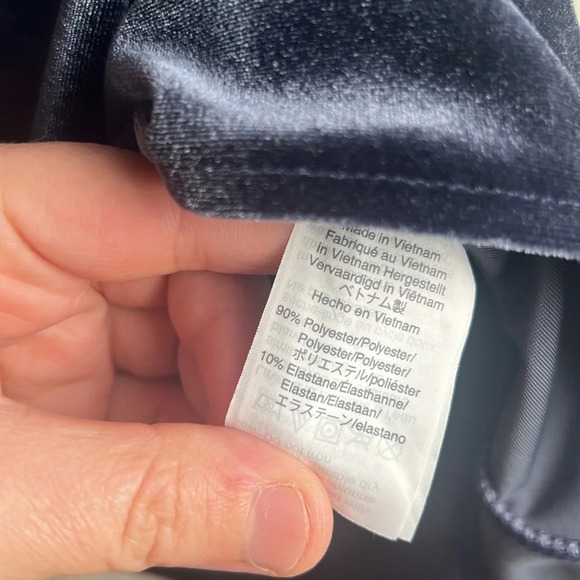 Made in Vietnam
Fabriqué au Vietnam
in Vietnam Hergestellt
Vervaardigd in Vietnam
ベトナム製
Hecho en Vietnam
90% Polyester/Polyester/
Polyester/Polyester/
ポリエステル/poliéster
10% Elastane/Élasthanne/
Elastan/Elastaan/
エラステーン/elastano